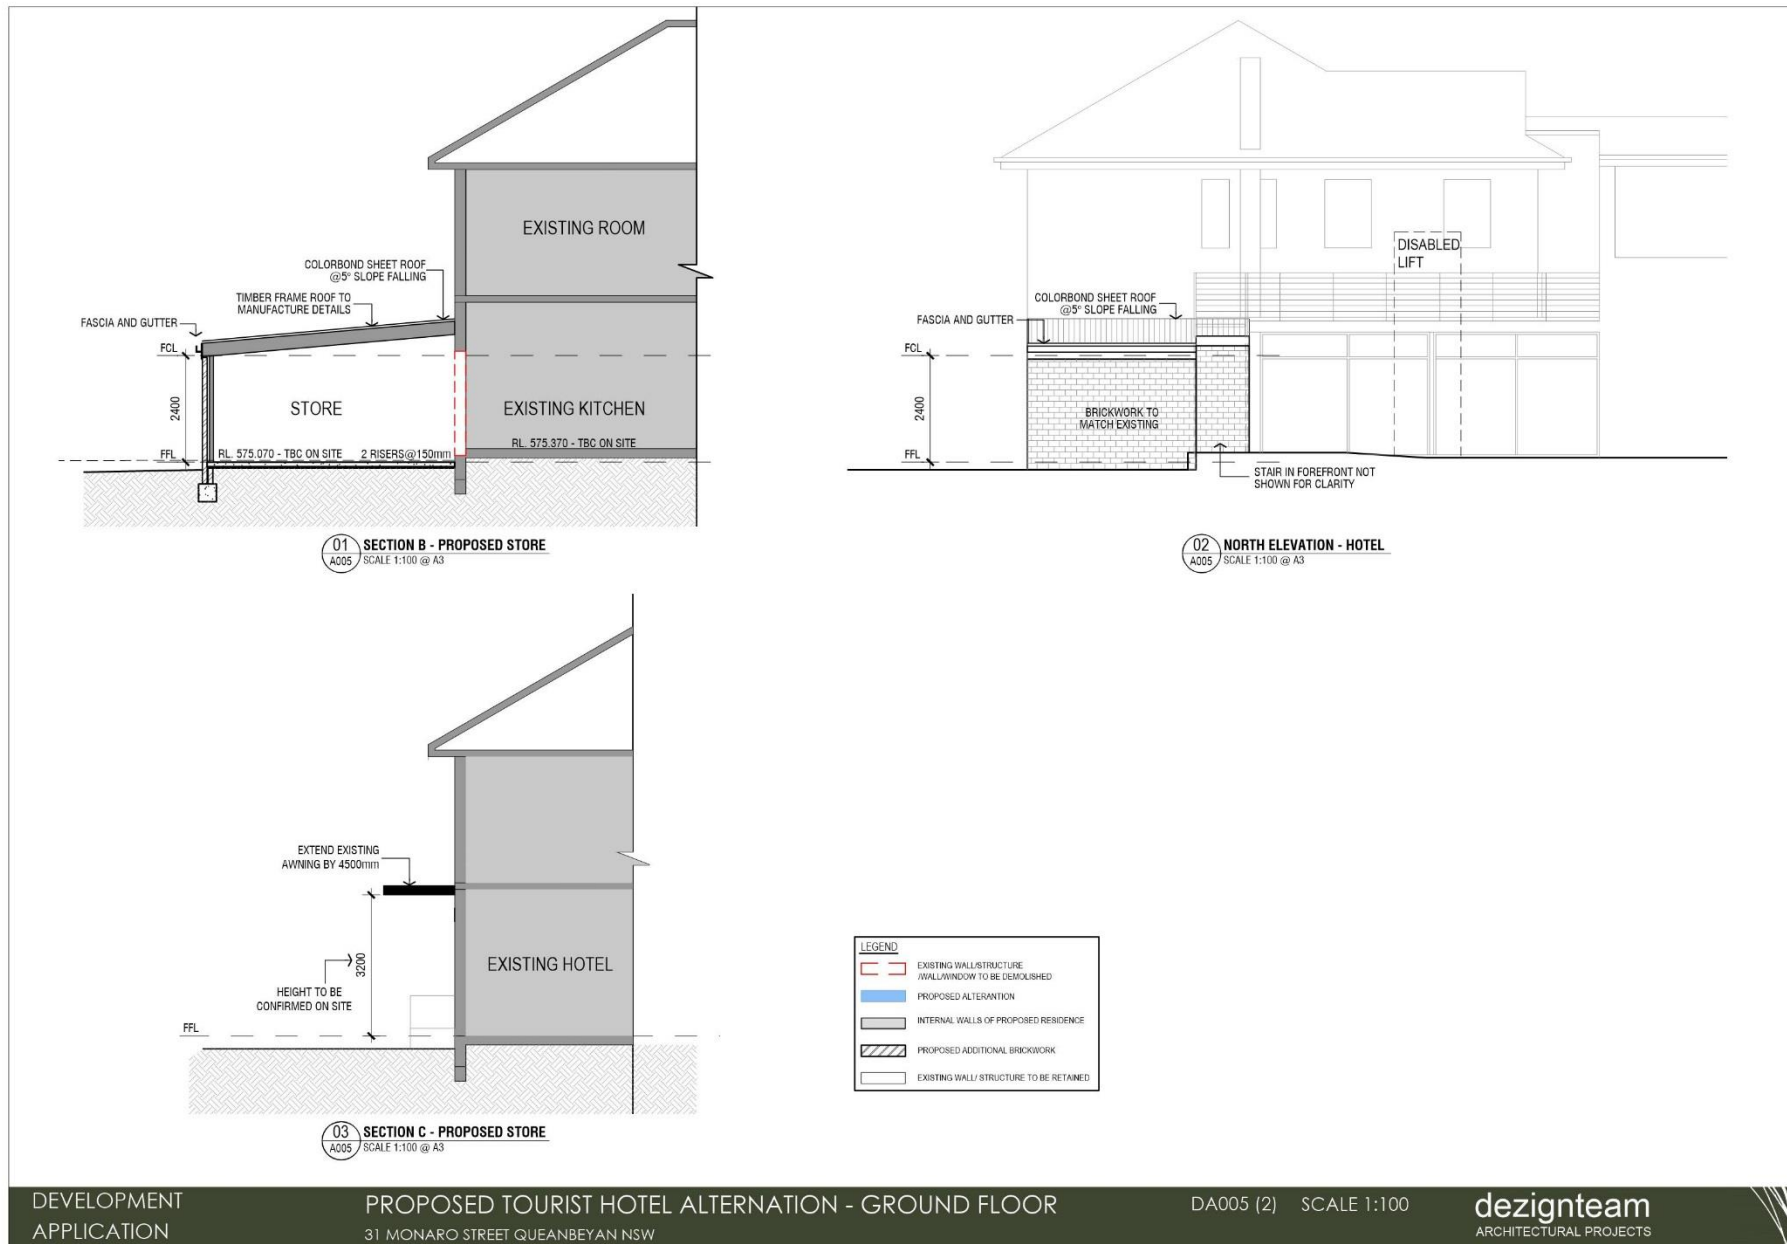 EXISTING ROOM
COLORBOND SHEET ROOF
@5° SLOPE FALLING
TIMBER FRAME ROOF TO
MANUFACTURE DETAILS
FASCIA AND GUTTER
FCL
2400
STORE
EXISTING KITCHEN
RL. 575.370 - TBC ON SITE
FFL
RL. 575.070 - TBC ON SITE
2 RISERS@150mm
01
A005
SECTION B - PROPOSED STORE
SCALE 1:100 @ A3
DISABLED
LIFT
COLORBOND SHEET ROOF
@5° SLOPE FALLING
FASCIA AND GUTTER
FCL
2400
BRICKWORK TO
MATCH EXISTING
FFL
STAIR IN FOREFRONT NOT
SHOWN FOR CLARITY
02
A005
NORTH ELEVATION - HOTEL
SCALE 1:100 @ A3
EXTEND EXISTING
AWNING BY 4500mm
3200
EXISTING HOTEL
HEIGHT TO BE
CONFIRMED ON SITE
FFL
03
A005
SECTION C - PROPOSED STORE
SCALE 1:100 @ A3
LEGEND
EXISTING WALL/STRUCTURE
/WALL/WINDOW TO BE DEMOLISHED
PROPOSED ALTERANTION
INTERNAL WALLS OF PROPOSED RESIDENCE
PROPOSED ADDITIONAL BRICKWORK
EXISTING WALL/ STRUCTURE TO BE RETAINED
DEVELOPMENT
APPLICATION
PROPOSED TOURIST HOTEL ALTERNATION - GROUND FLOOR
31 MONARO STREET QUEANBEYAN NSW
DA005 (2)
SCALE 1:100
dezignteam
ARCHITECTURAL PROJECTS